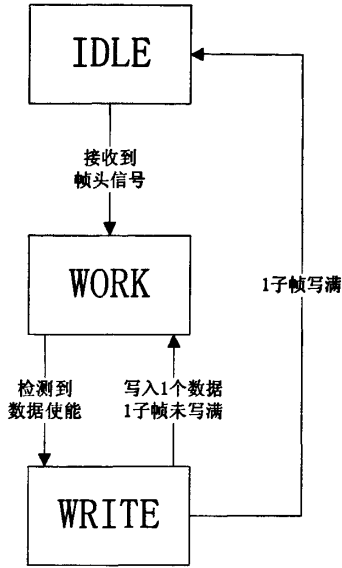 IDLE
接收到
帧头信号
WORK
1子帧写满
检测到
数据使能
写入1个数据
1子帧未写满
WRITE